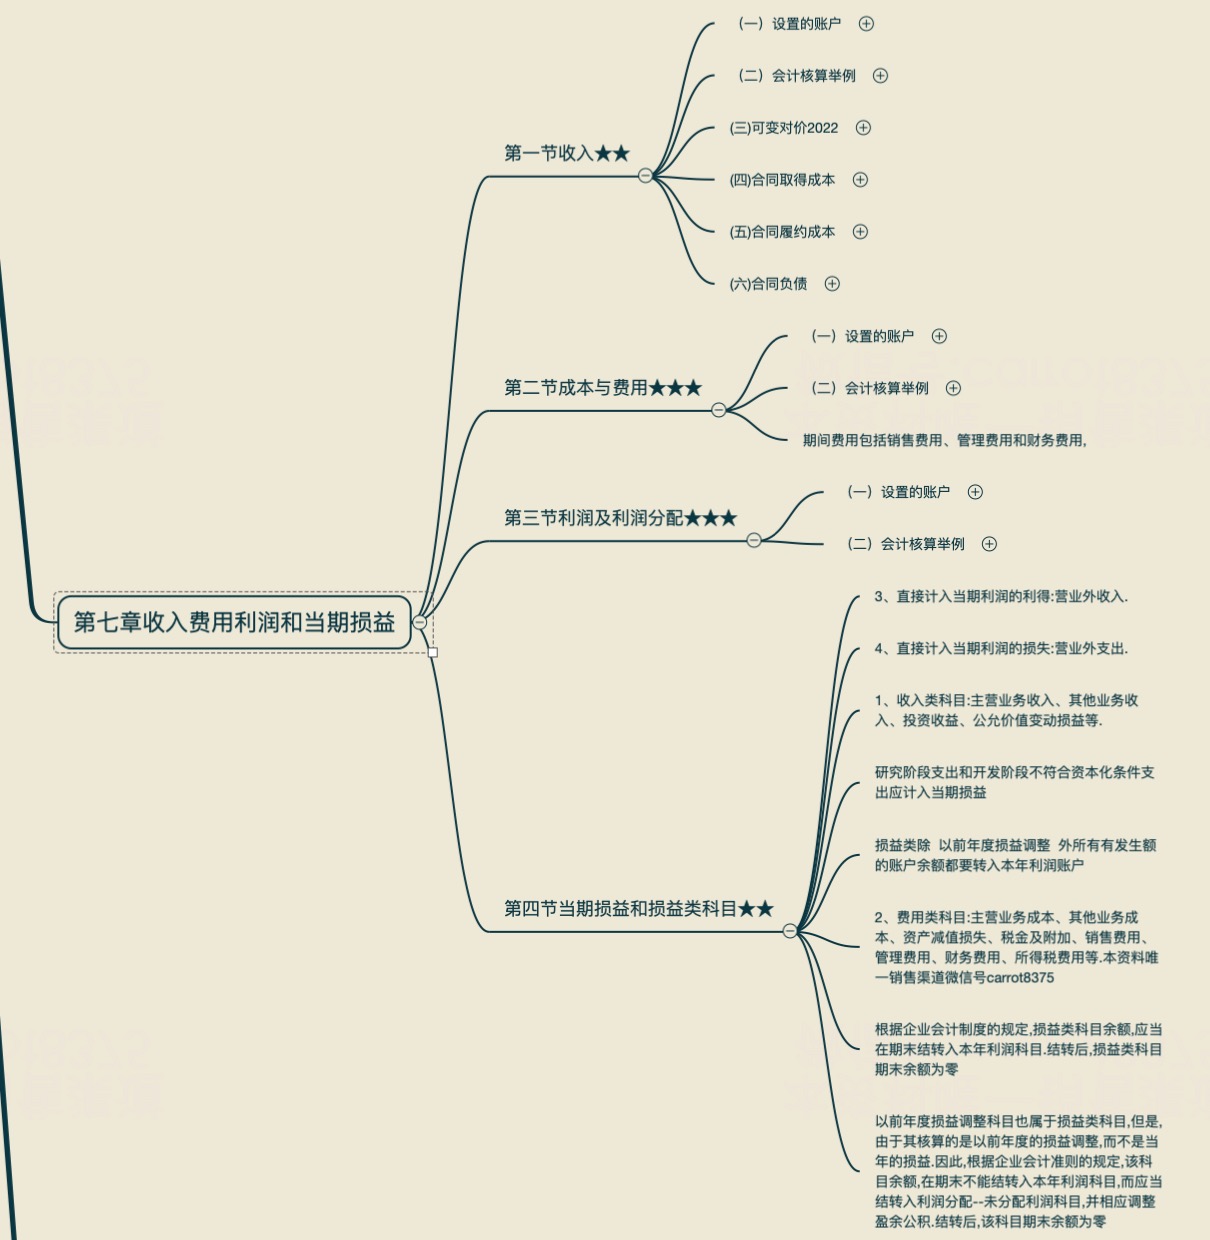 第七章收入费用利润和当期损益
第一节收入★★
（一）设置的账户
（二）会计核算举例
(三)可变对价2022
(四)合同取得成本
(五)合同履约成本
(六)合同负债
第二节成本与费用★★★
（一）设置的账户
（二）会计核算举例
期间费用包括销售费用、管理费用和财务费用,
第三节利润及利润分配★★★
（一）设置的账户
（二）会计核算举例
第四节当期损益和损益类科目★★
3、直接计入当期利润的利得:营业外收入.
4、直接计入当期利润的损失:营业外支出.
1、收入类科目:主营业务收入、其他业务收
入、投资收益、公允价值变动损益等.
研究阶段支出和开发阶段不符合资本化条件支
出应计入当期损益
损益类除  以前年度损益调整  外所有有发生额
的账户余额都要转入本年利润账户
2、费用类科目:主营业务成本、其他业务成
本、资产减值损失、税金及附加、销售费用、
管理费用、财务费用、所得税费用等.本资料唯
一销售渠道微信号carrot8375
根据企业会计制度的规定,损益类科目余额,应当
在期末结转入本年利润科目.结转后,损益类科目
期末余额为零
以前年度损益调整科目也属于损益类科目,但是,
由于其核算的是以前年度的损益调整,而不是当
年的损益.因此,根据企业会计准则的规定,该科
目余额,在期末不能结转入本年利润科目,而应当
结转入利润分配--未分配利润科目,并相应调整
盈余公积.结转后,该科目期末余额为零